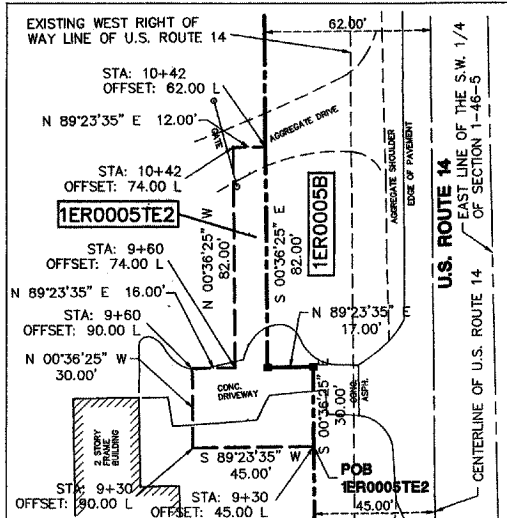 EXISTING WEST RIGHT OF
WAY LINE OF U.S. ROUTE 14
62.00'
STA: 10+42
OFFSET: 62.00 L
N 89°23'35" E 12.00'
GATE
AGGREGATE DRIVE
STA: 10+42
OFFSET: 74.00 L
1ER0005TE2
N 00°36'25" W
82.00'
S 00°36'25" E
82.00'
1ER0005B
AGGREGATE SHOULDER
EDGE OF PAVEMENT
U.S. ROUTE 14
EAST LINE OF THE S.W. 1/4
OF SECTION 1-46-5
STA: 9+60
OFFSET: 74.00 L
N 89°23'35" E 16.00'
N 89°23'35" E
17.00'
STA: 9+60
OFFSET: 90.00 L
N 00°36'25" W
30.00'
CONC.
DRIVEWAY
S 00°36'25" E
30.00'
CONC.
ASPH.
CENTERLINE OF U.S. ROUTE 14
2 STORY
FRAME
BUILDING
S 89°23'35" W
45.00'
POB
1ER0005TE2
STA: 9+30
OFFSET: 90.00 L
STA: 9+30
OFFSET: 45.00 L
45.00'